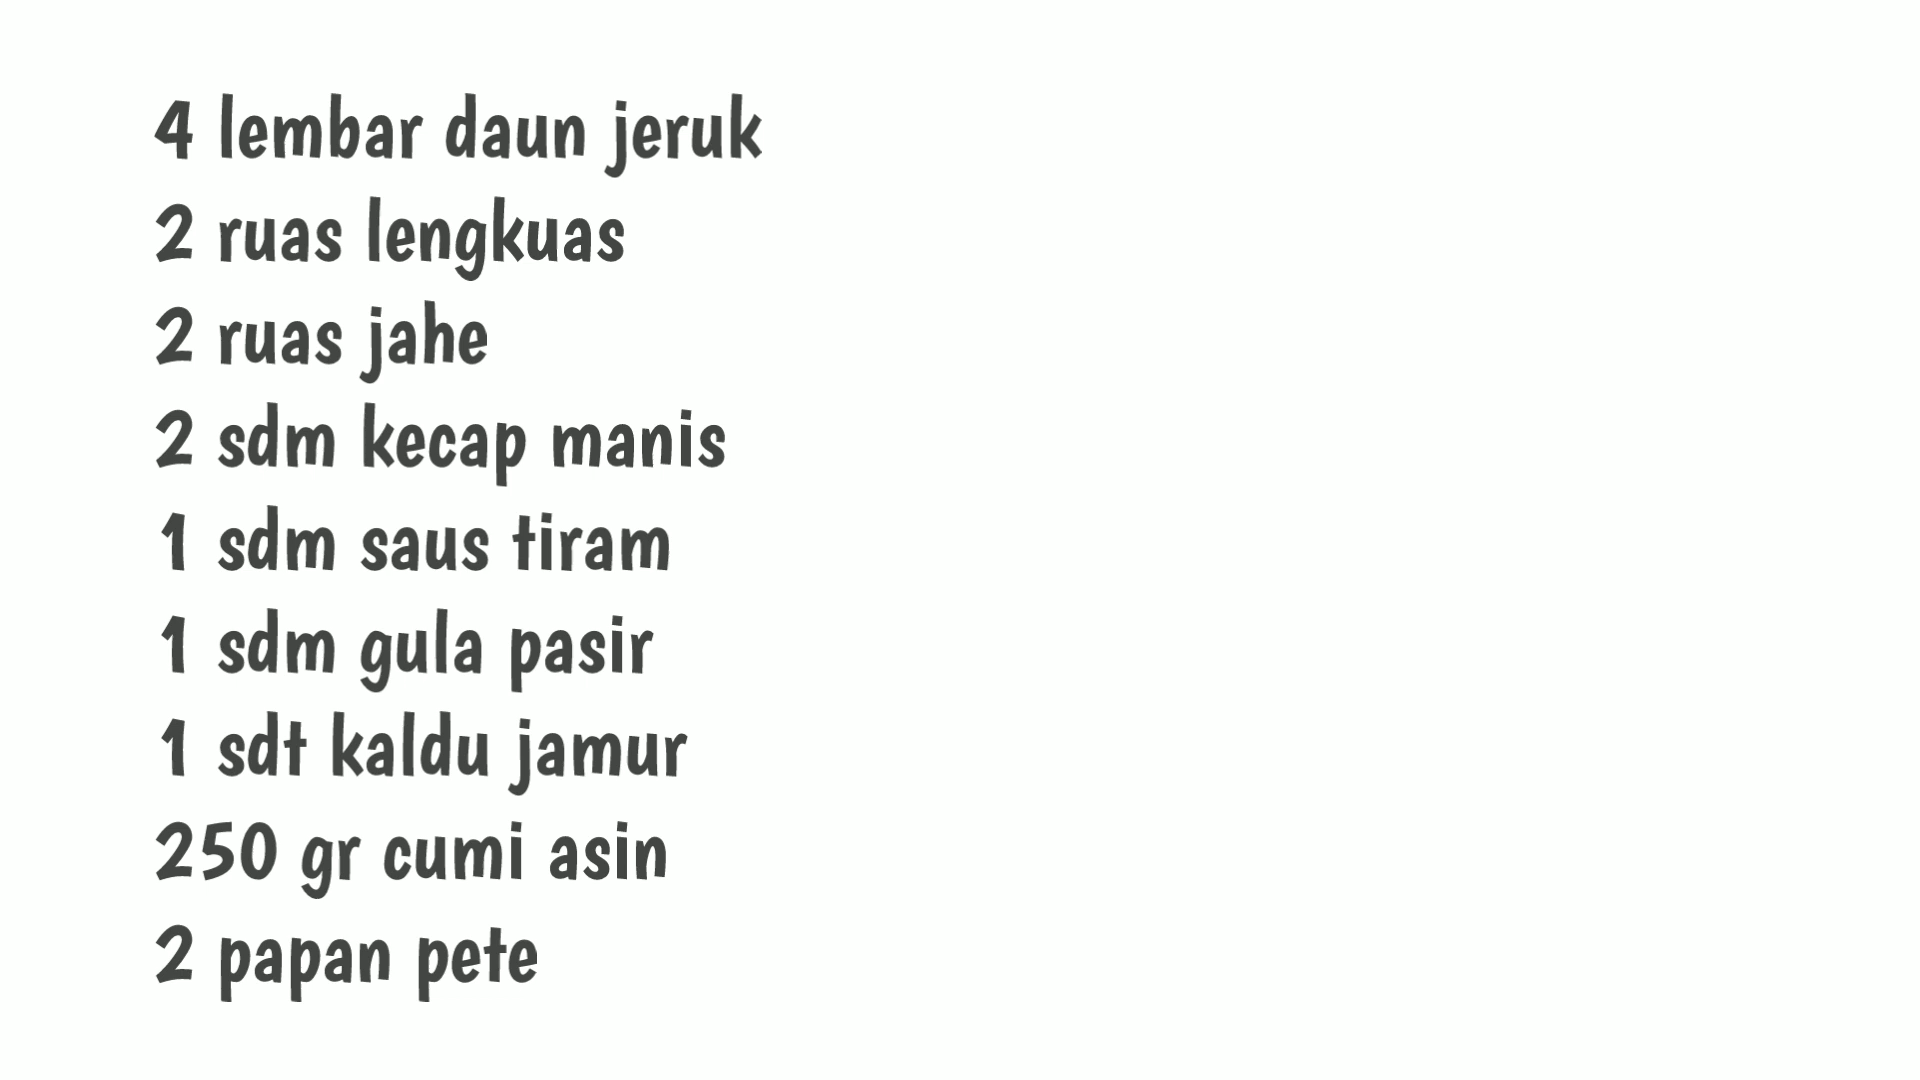 4 lembar daun jeruk
2 ruas lengkuas
2 ruas jahe
2 sdm kecap manis
1 sdm saus tiram
1 sdm gula pasir
1 sdt kaldu jamur
250 gr cumi asin
2 papan pete